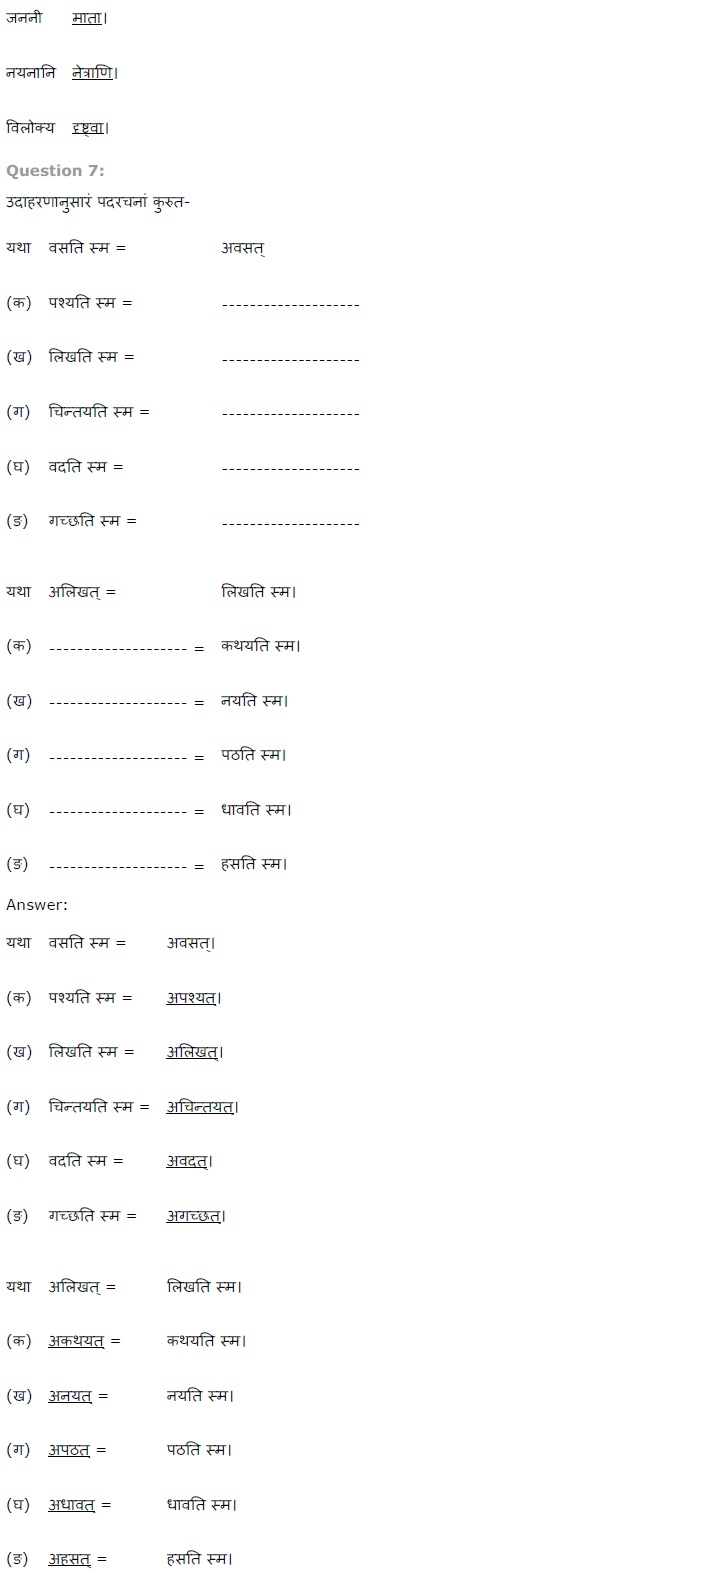 जननी माता।
नयनानि नेत्राणि।
विलोक्य दृष्ट्वा।
Question 7:
उदाहरणानुसारं पदरचनां कुरुत-
यथा वसति स्म = अवसत्
(क) पश्यति स्म = --------------------
(ख) लिखति स्म = --------------------
(ग) चिन्तयति स्म = --------------------
(घ) वदति स्म = --------------------
(ङ) गच्छति स्म = --------------------
यथा अलिखत् = लिखति स्म।
(क) -------------------- = कथयति स्म।
(ख) -------------------- = नयति स्म।
(ग) -------------------- = पठति स्म।
(घ) -------------------- = धावति स्म।
(ङ) -------------------- = हसति स्म।
Answer:
यथा वसति स्म = अवसत्।
(क) पश्यति स्म = अपश्यत्।
(ख) लिखति स्म = अलिखत्।
(ग) चिन्तयति स्म = अचिन्तयत्।
(घ) वदति स्म = अवदत्।
(ङ) गच्छति स्म = अगच्छत्।
यथा अलिखत् = लिखति स्म।
(क) अकथयत् = कथयति स्म।
(ख) अनयत् = नयति स्म।
(ग) अपठत् = पठति स्म।
(घ) अधावत् = धावति स्म।
(ङ) अहसत् = हसति स्म।